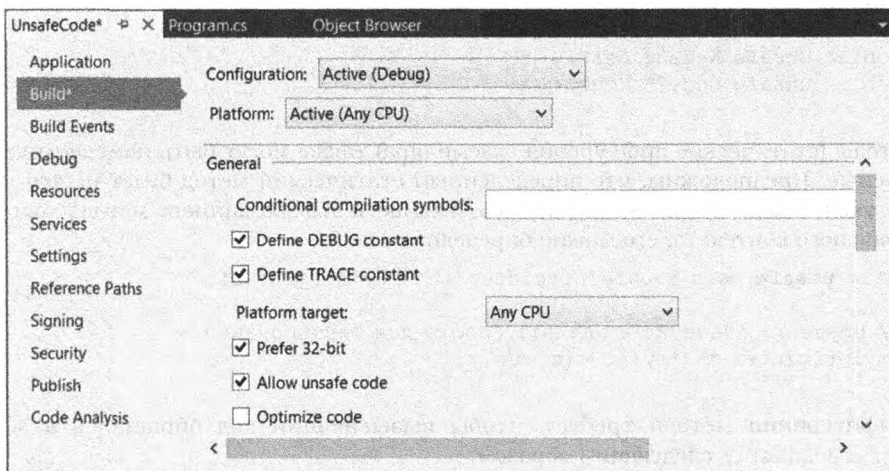 UnsafeCode* Program.cs Object Browser
Application
Build*
Build Events
Debug
Resources
Services
Settings
Reference Paths
Signing
Security
Publish
Code Analysis
Configuration: Active (Debug)
Platform: Active (Any CPU)
General
Conditional compilation symbols:
Define DEBUG constant
Define TRACE constant
Platform target: Any CPU
Prefer 32-bit
Allow unsafe code
Optimize code